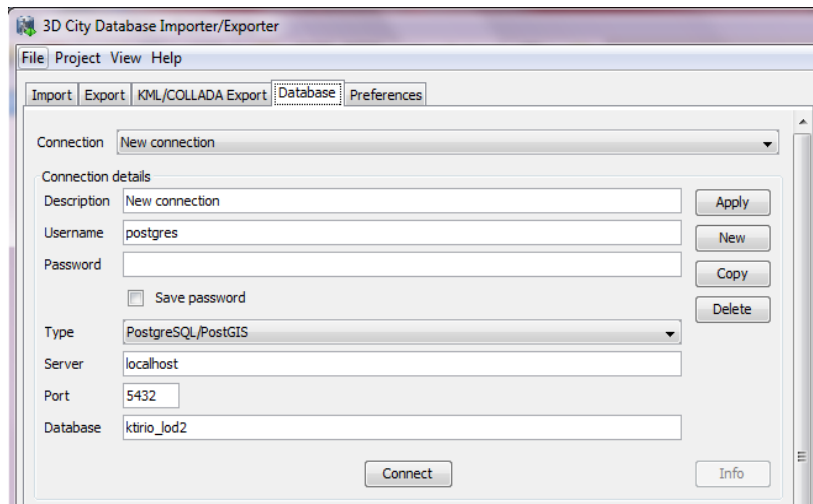 3D City Database Importer/Exporter
File Project View Help
Import Export KML/COLLADA Export Database Preferences
Connection New connection
Connection details
Description New connection Apply
Username postgres New
Password Copy
Save password Delete
Type PostgreSQL/PostGIS
Server localhost
Port 5432
Database ktirio_lod2
Connect Info